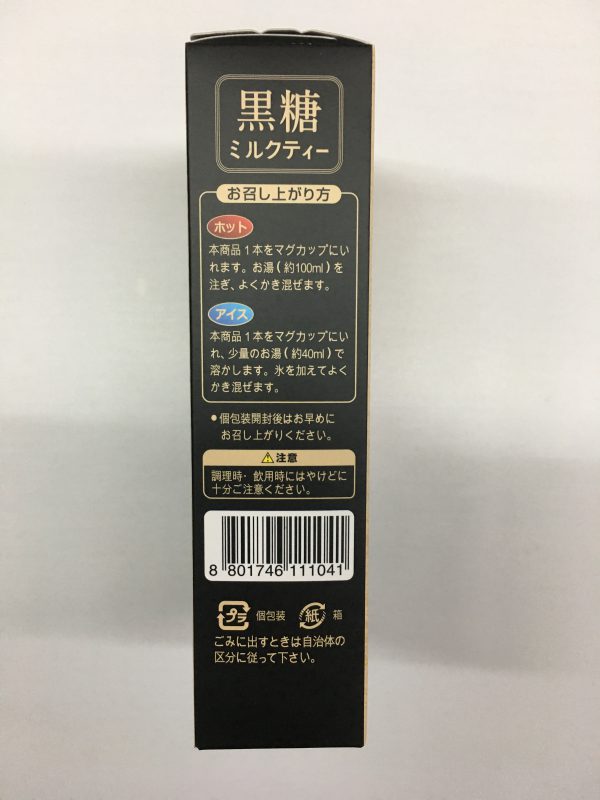 黒糖
ミルクティー
お召し上がり方
ホット
本商品1本をマグカップにい
れます。お湯(約100ml)を
注ぎ、よくかき混ぜます。
アイス
本商品1本をマグカップにい
れ、少量のお湯(約40ml)で
溶かします。氷を加えてよく
かき混ぜます。
●個包装開封後はお早めに
お召し上がりください。
⚠注意
調理時・飲用時にはやけどに
十分ご注意ください。
8 801746 111041
プラ 個包装 紙 箱
ごみに出すときは自治体の
区分に従って下さい。